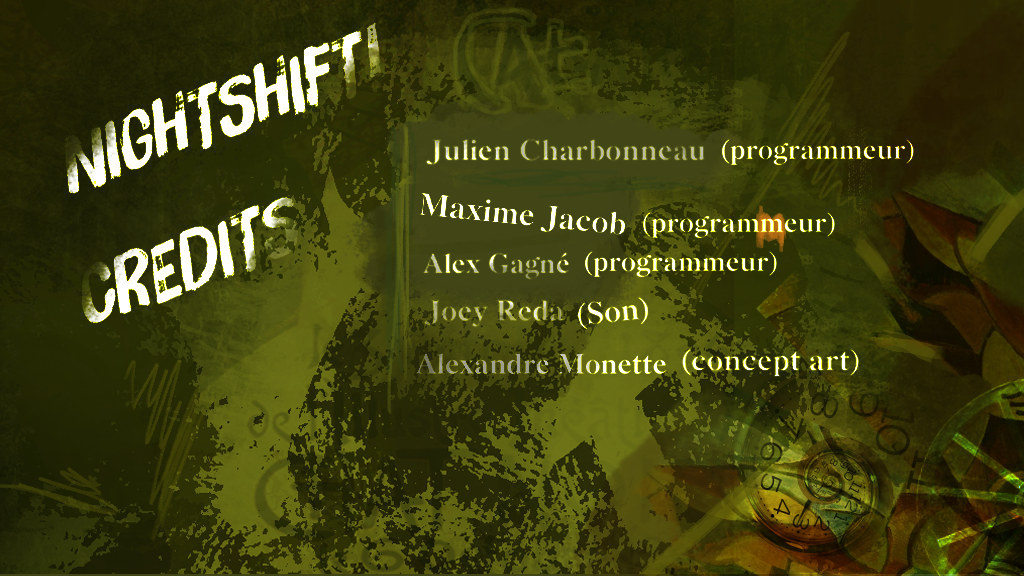 NIGHTSHIFT!
CREDITS
Julien Charbonneau (programmeur)
Maxime Jacob (programmeur)
Alex Gagné (programmeur)
Joey Reda (Son)
Alexandre Monette (concept art)